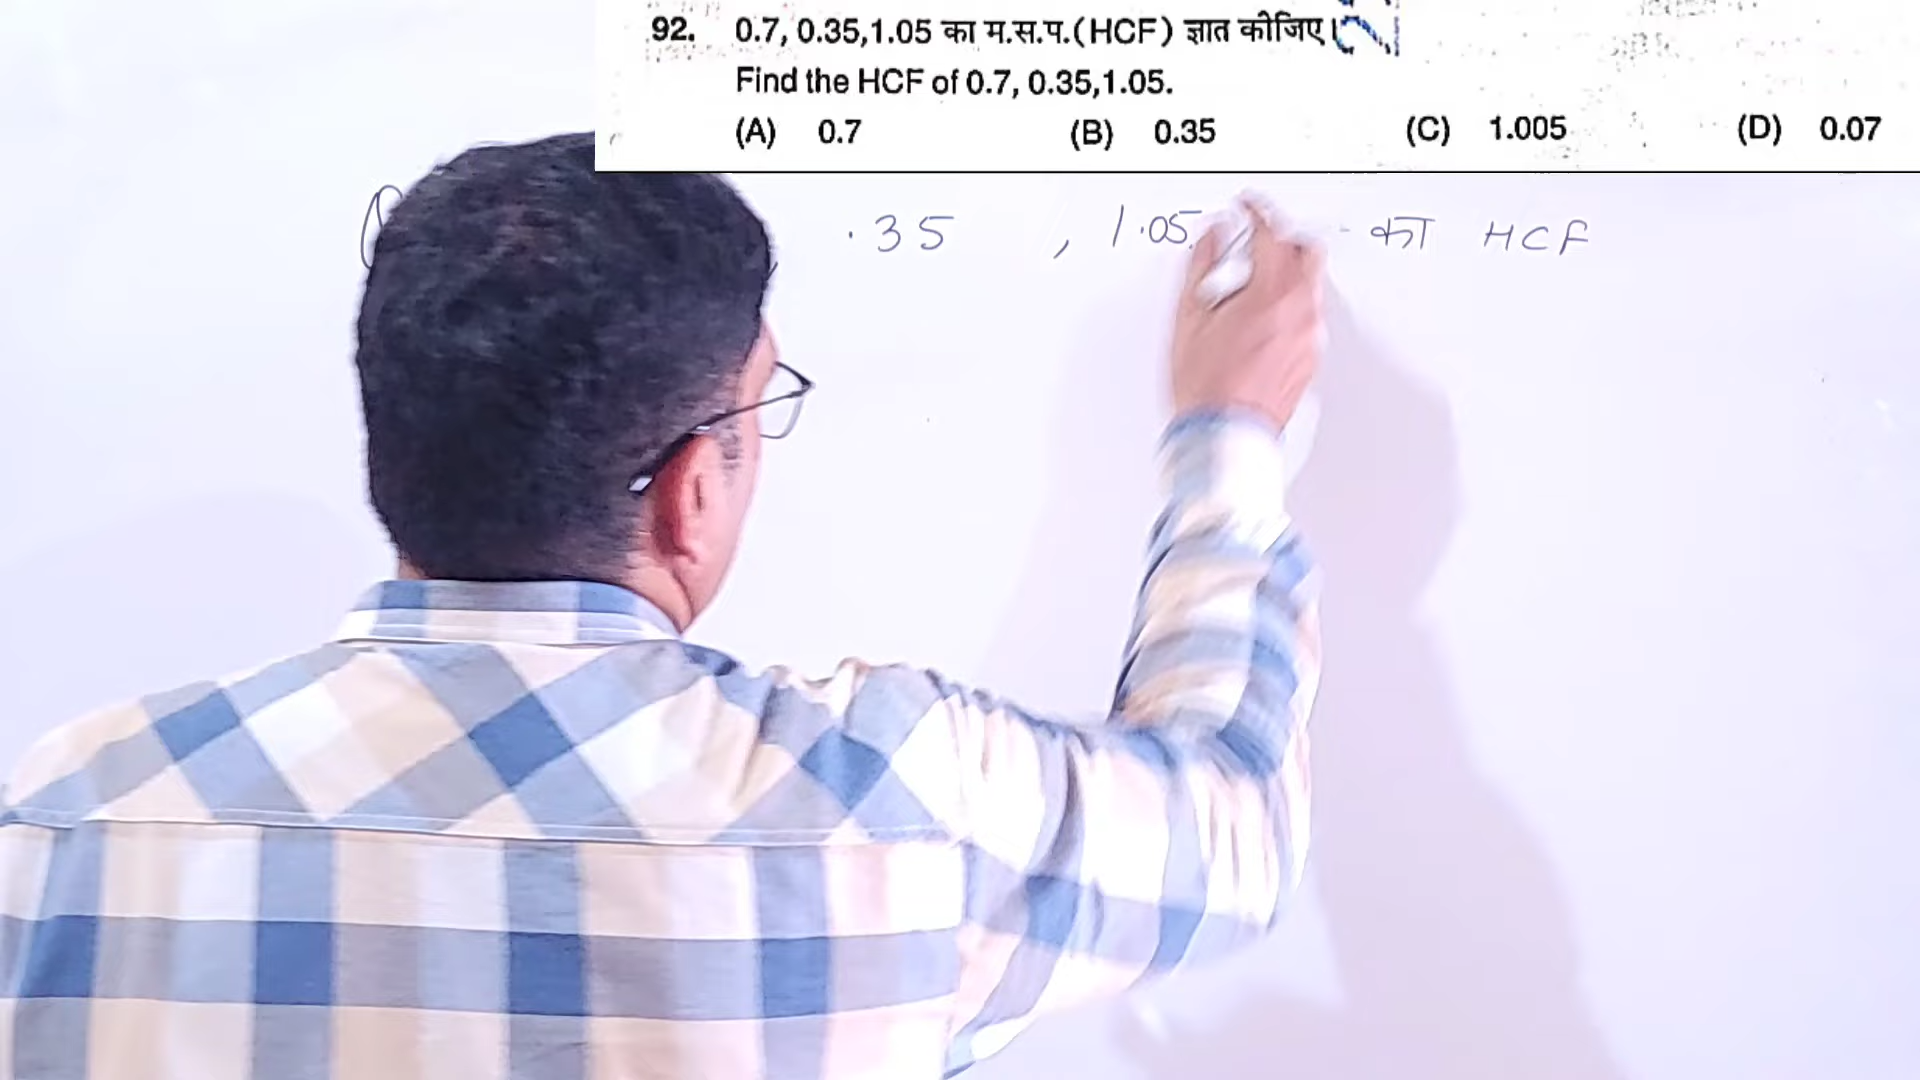 92. 0.7, 0.35,1.05 का म.स.प.(HCF) ज्ञात कीजिए।
Find the HCF of 0.7, 0.35,1.05.
(A) 0.7 (B) 0.35 (C) 1.005 (D) 0.07
.35 , 1.05 - का HCF